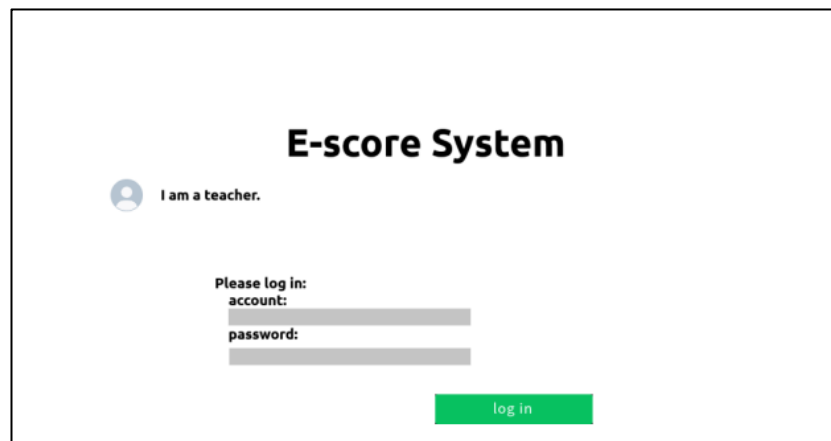 E-score System
I am a teacher.
Please log in:
account:
password:
log in